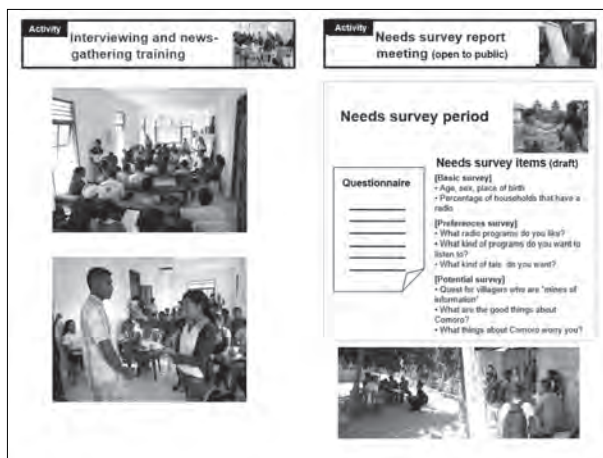 Activity
Interviewing and news-
gathering training
Activity
Needs survey report
meeting (open to public)
Needs survey period
Questionnaire
Needs survey items (draft)
[Basic survey]
• Age, sex, place of birth
• Percentage of households that have a
radio
[Preferences survey]
• What radio programs do you like?
• What kind of programs do you want to
listen to?
• What kind of tais do you want?
[Potential survey]
• Quest for villagers who are "mines of
information"
• What are the good things about
Comoro?
• What things about Comoro worry you?